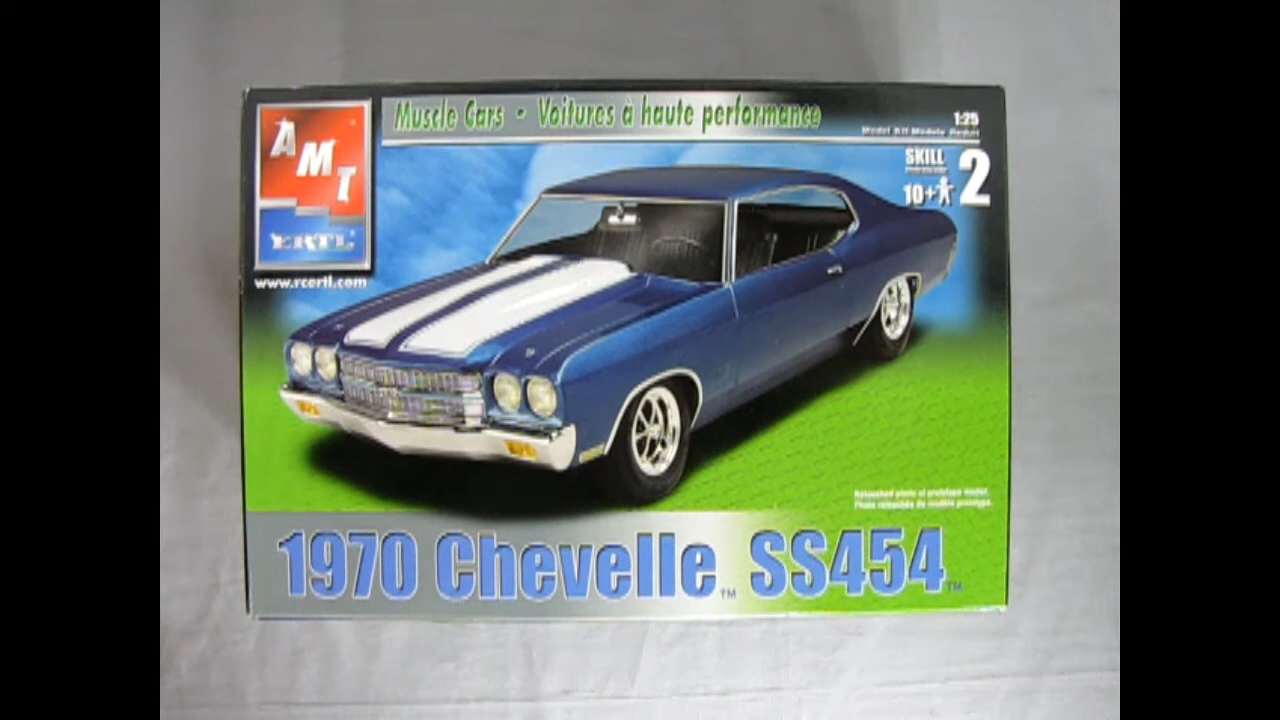 AMT
ERTL
www.rcertl.com
Muscle Cars - Voitures à haute performance
1:25
Model Kit Modèle Réduit
SKILL
2
10+
Retouched photo of prototype model.
Photo retouchée du modèle prototype.
1970 Chevelle™ SS454™